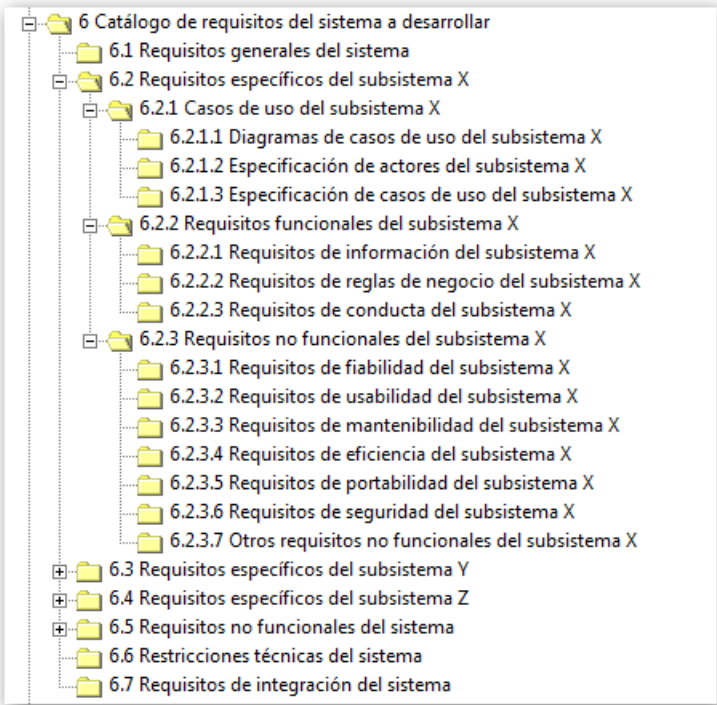 6 Catálogo de requisitos del sistema a desarrollar
6.1 Requisitos generales del sistema
6.2 Requisitos específicos del subsistema X
6.2.1 Casos de uso del subsistema X
6.2.1.1 Diagramas de casos de uso del subsistema X
6.2.1.2 Especificación de actores del subsistema X
6.2.1.3 Especificación de casos de uso del subsistema X
6.2.2 Requisitos funcionales del subsistema X
6.2.2.1 Requisitos de información del subsistema X
6.2.2.2 Requisitos de reglas de negocio del subsistema X
6.2.2.3 Requisitos de conducta del subsistema X
6.2.3 Requisitos no funcionales del subsistema X
6.2.3.1 Requisitos de fiabilidad del subsistema X
6.2.3.2 Requisitos de usabilidad del subsistema X
6.2.3.3 Requisitos de mantenibilidad del subsistema X
6.2.3.4 Requisitos de eficiencia del subsistema X
6.2.3.5 Requisitos de portabilidad del subsistema X
6.2.3.6 Requisitos de seguridad del subsistema X
6.2.3.7 Otros requisitos no funcionales del subsistema X
6.3 Requisitos específicos del subsistema Y
6.4 Requisitos específicos del subsistema Z
6.5 Requisitos no funcionales del sistema
6.6 Restricciones técnicas del sistema
6.7 Requisitos de integración del sistema